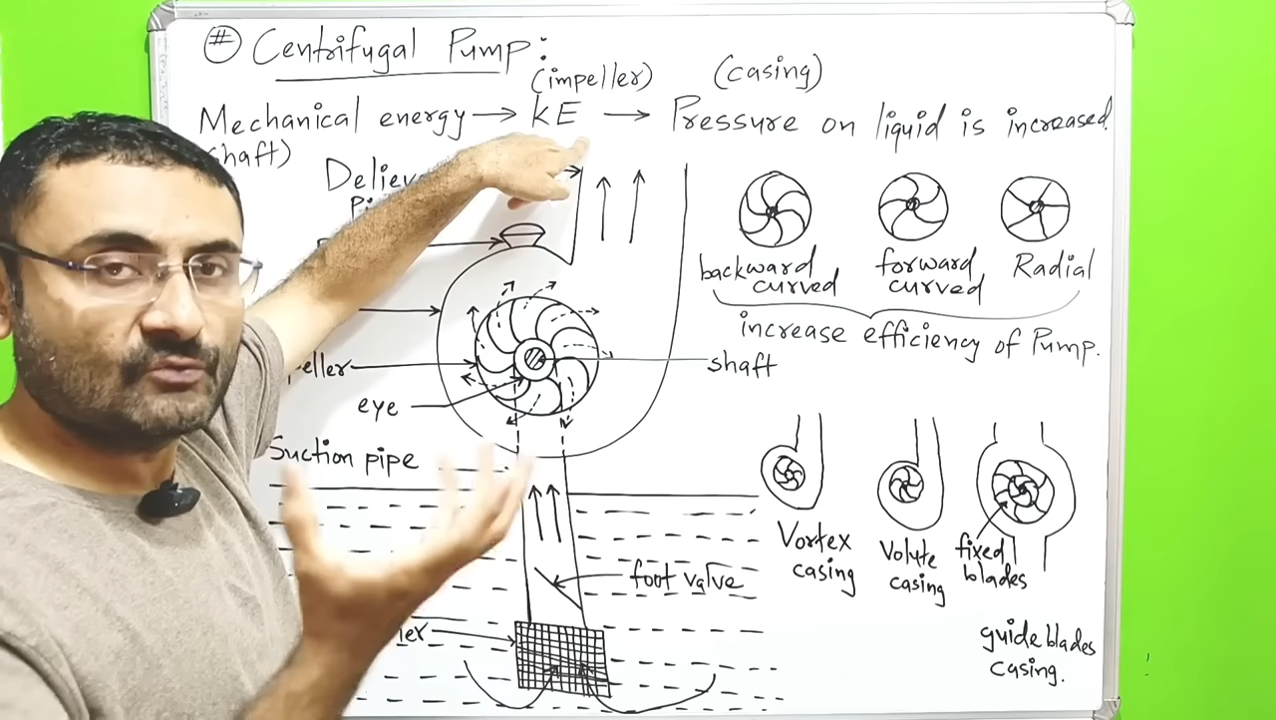 # Centrifugal Pump:
(impeller) (casing)
Mechanical energy → KE → Pressure on liquid is increased.
shaft)
backward curved
forward curved
Radial
increase efficiency of Pump.
shaft
eye
Suction pipe
foot valve
Vortex casing
Volute casing
fixed blades
guide blades casing.